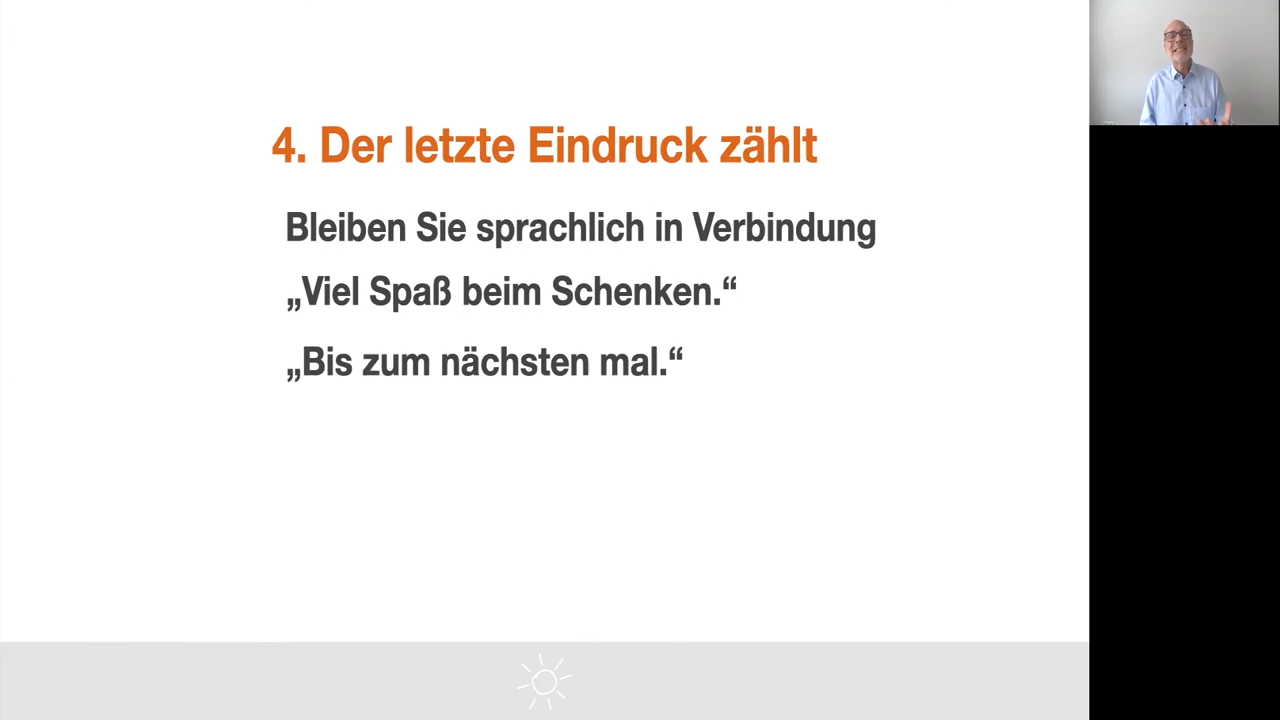 4. Der letzte Eindruck zählt
Bleiben Sie sprachlich in Verbindung
„Viel Spaß beim Schenken.“
„Bis zum nächsten mal.“